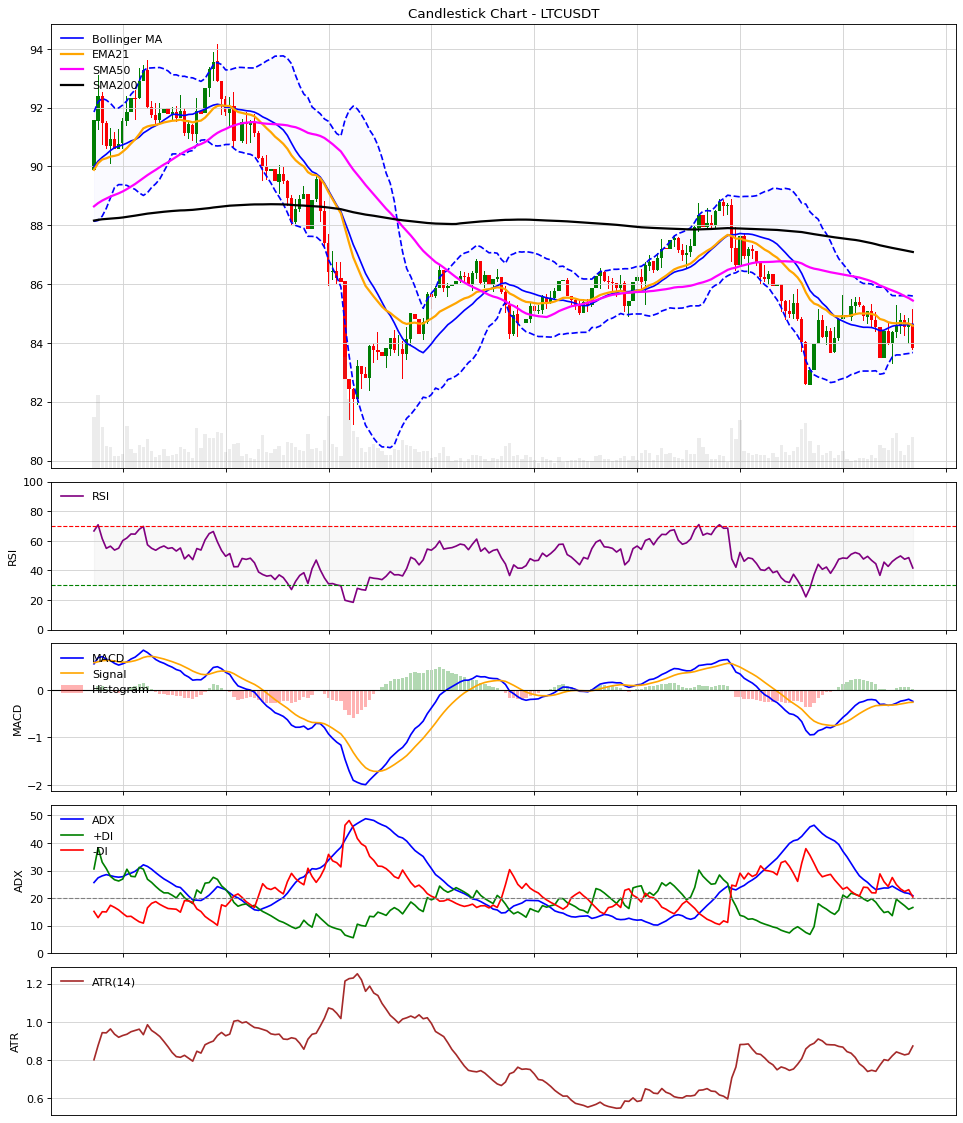 Candlestick Chart - LTCUSDT
Bollinger MA
EMA21
SMA50
SMA200
94
92
90
88
86
84
82
80
RSI
RSI
100
80
60
40
20
0
MACD
Signal
Histogram
MACD
0
−1
−2
ADX
+DI
-DI
ADX
50
40
30
20
10
0
ATR(14)
ATR
1.2
1.0
0.8
0.6